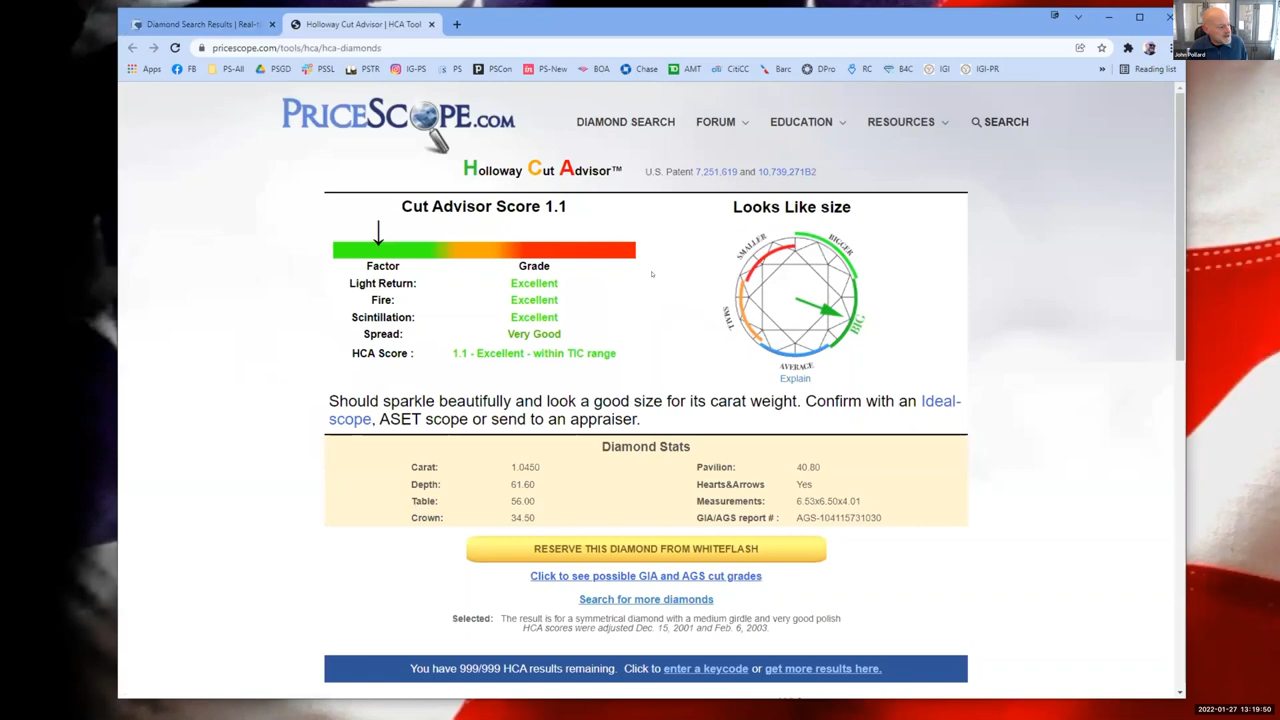 Diamond Search Results | Real-
Holloway Cut Advisor | HCA Tool
pricescope.com/tools/hca/hca-diamonds
Apps FB PS-All PSGD PSSL PSTR IG-PS PS PSCon PS-New BOA Chase AMT CitiCC Barc DPro RC B4C IGI IGI-PR » Reading list
John Pollard
PRICESCOPE.COM
DIAMOND SEARCH FORUM EDUCATION RESOURCES SEARCH
Holloway Cut Advisor™ U.S. Patent 7,251,619 and 10,739,271B2
Cut Advisor Score 1.1
Factor Grade
Light Return: Excellent
Fire: Excellent
Scintillation: Excellent
Spread: Very Good
HCA Score : 1.1 - Excellent - within TIC range
Looks Like size
SMALLER
BIGGER
BIG
AVERAGE
Explain
Should sparkle beautifully and look a good size for its carat weight. Confirm with an Ideal-
scope, ASET scope or send to an appraiser.
Diamond Stats
Carat: 1.0450 Pavilion: 40.80
Depth: 61.60 Hearts&Arrows Yes
Table: 56.00 Measurements: 6.53x6.50x4.01
Crown: 34.50 GIA/AGS report # : AGS-104115731030
RESERVE THIS DIAMOND FROM WHITEFLASH
Click to see possible GIA and AGS cut grades
Search for more diamonds
Selected: The result is for a symmetrical diamond with a medium girdle and very good polish
HCA scores were adjusted Dec. 15, 2001 and Feb. 6, 2003.
You have 999/999 HCA results remaining. Click to enter a keycode or get more results here.
2022-01-27 13:19:50